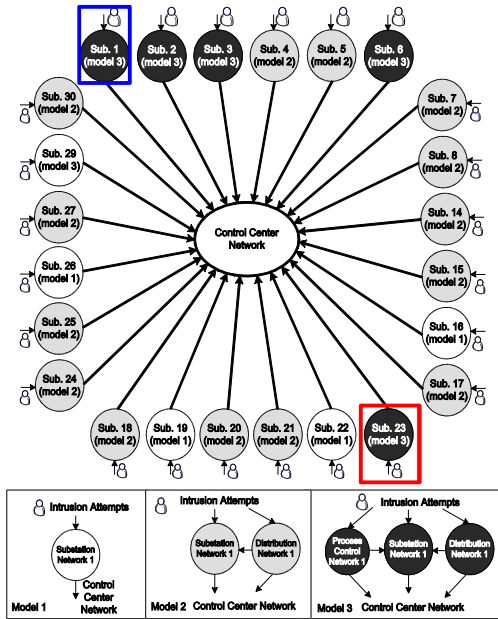 Sub. 1
(model 3)
Sub. 2
(model 3)
Sub. 3
(model 3)
Sub. 4
(model 2)
Sub. 5
(model 2)
Sub. 6
(model 3)
Sub. 30
(model 2)
Sub. 7
(model 2)
Sub. 29
(model 3)
Sub. 8
(model 2)
Sub. 27
(model 2)
Sub. 14
(model 2)
Control Center
Network
Sub. 26
(model 1)
Sub. 15
(model 2)
Sub. 25
(model 2)
Sub. 16
(model 1)
Sub. 24
(model 2)
Sub. 17
(model 2)
Sub. 18
(model 2)
Sub. 19
(model 1)
Sub. 20
(model 2)
Sub. 21
(model 2)
Sub. 22
(model 1)
Sub. 23
(model 3)
Intrusion Attempts
Substation
Network 1
Control
Center
Network
Model 1
Intrusion Attempts
Substation
Network 1
Distribution
Network 1
Model 2
Control Center Network
Intrusion Attempts
Process
Control
Network 1
Substation
Network 1
Distribution
Network 1
Model 3
Control Center Network